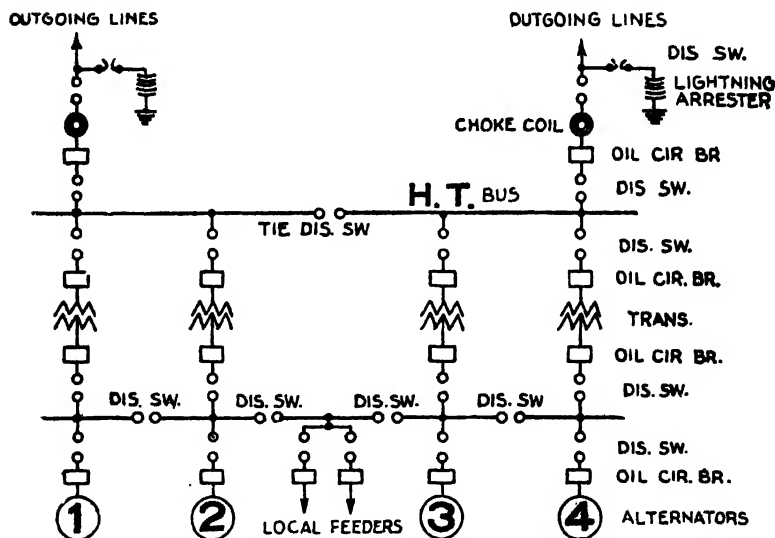 OUTGOING LINES
OUTGOING LINES
DIS SW.
LIGHTNING
ARRESTER
CHOKE COIL
OIL CIR BR
DIS SW.
H.T. BUS
TIE DIS. SW
DIS. SW.
OIL CIR. BR.
TRANS.
OIL CIR BR.
DIS. SW.
DIS. SW.
DIS. SW.
DIS. SW.
DIS. SW
DIS. SW.
OIL CIR. BR.
1
2
LOCAL FEEDERS
3
4
ALTERNATORS